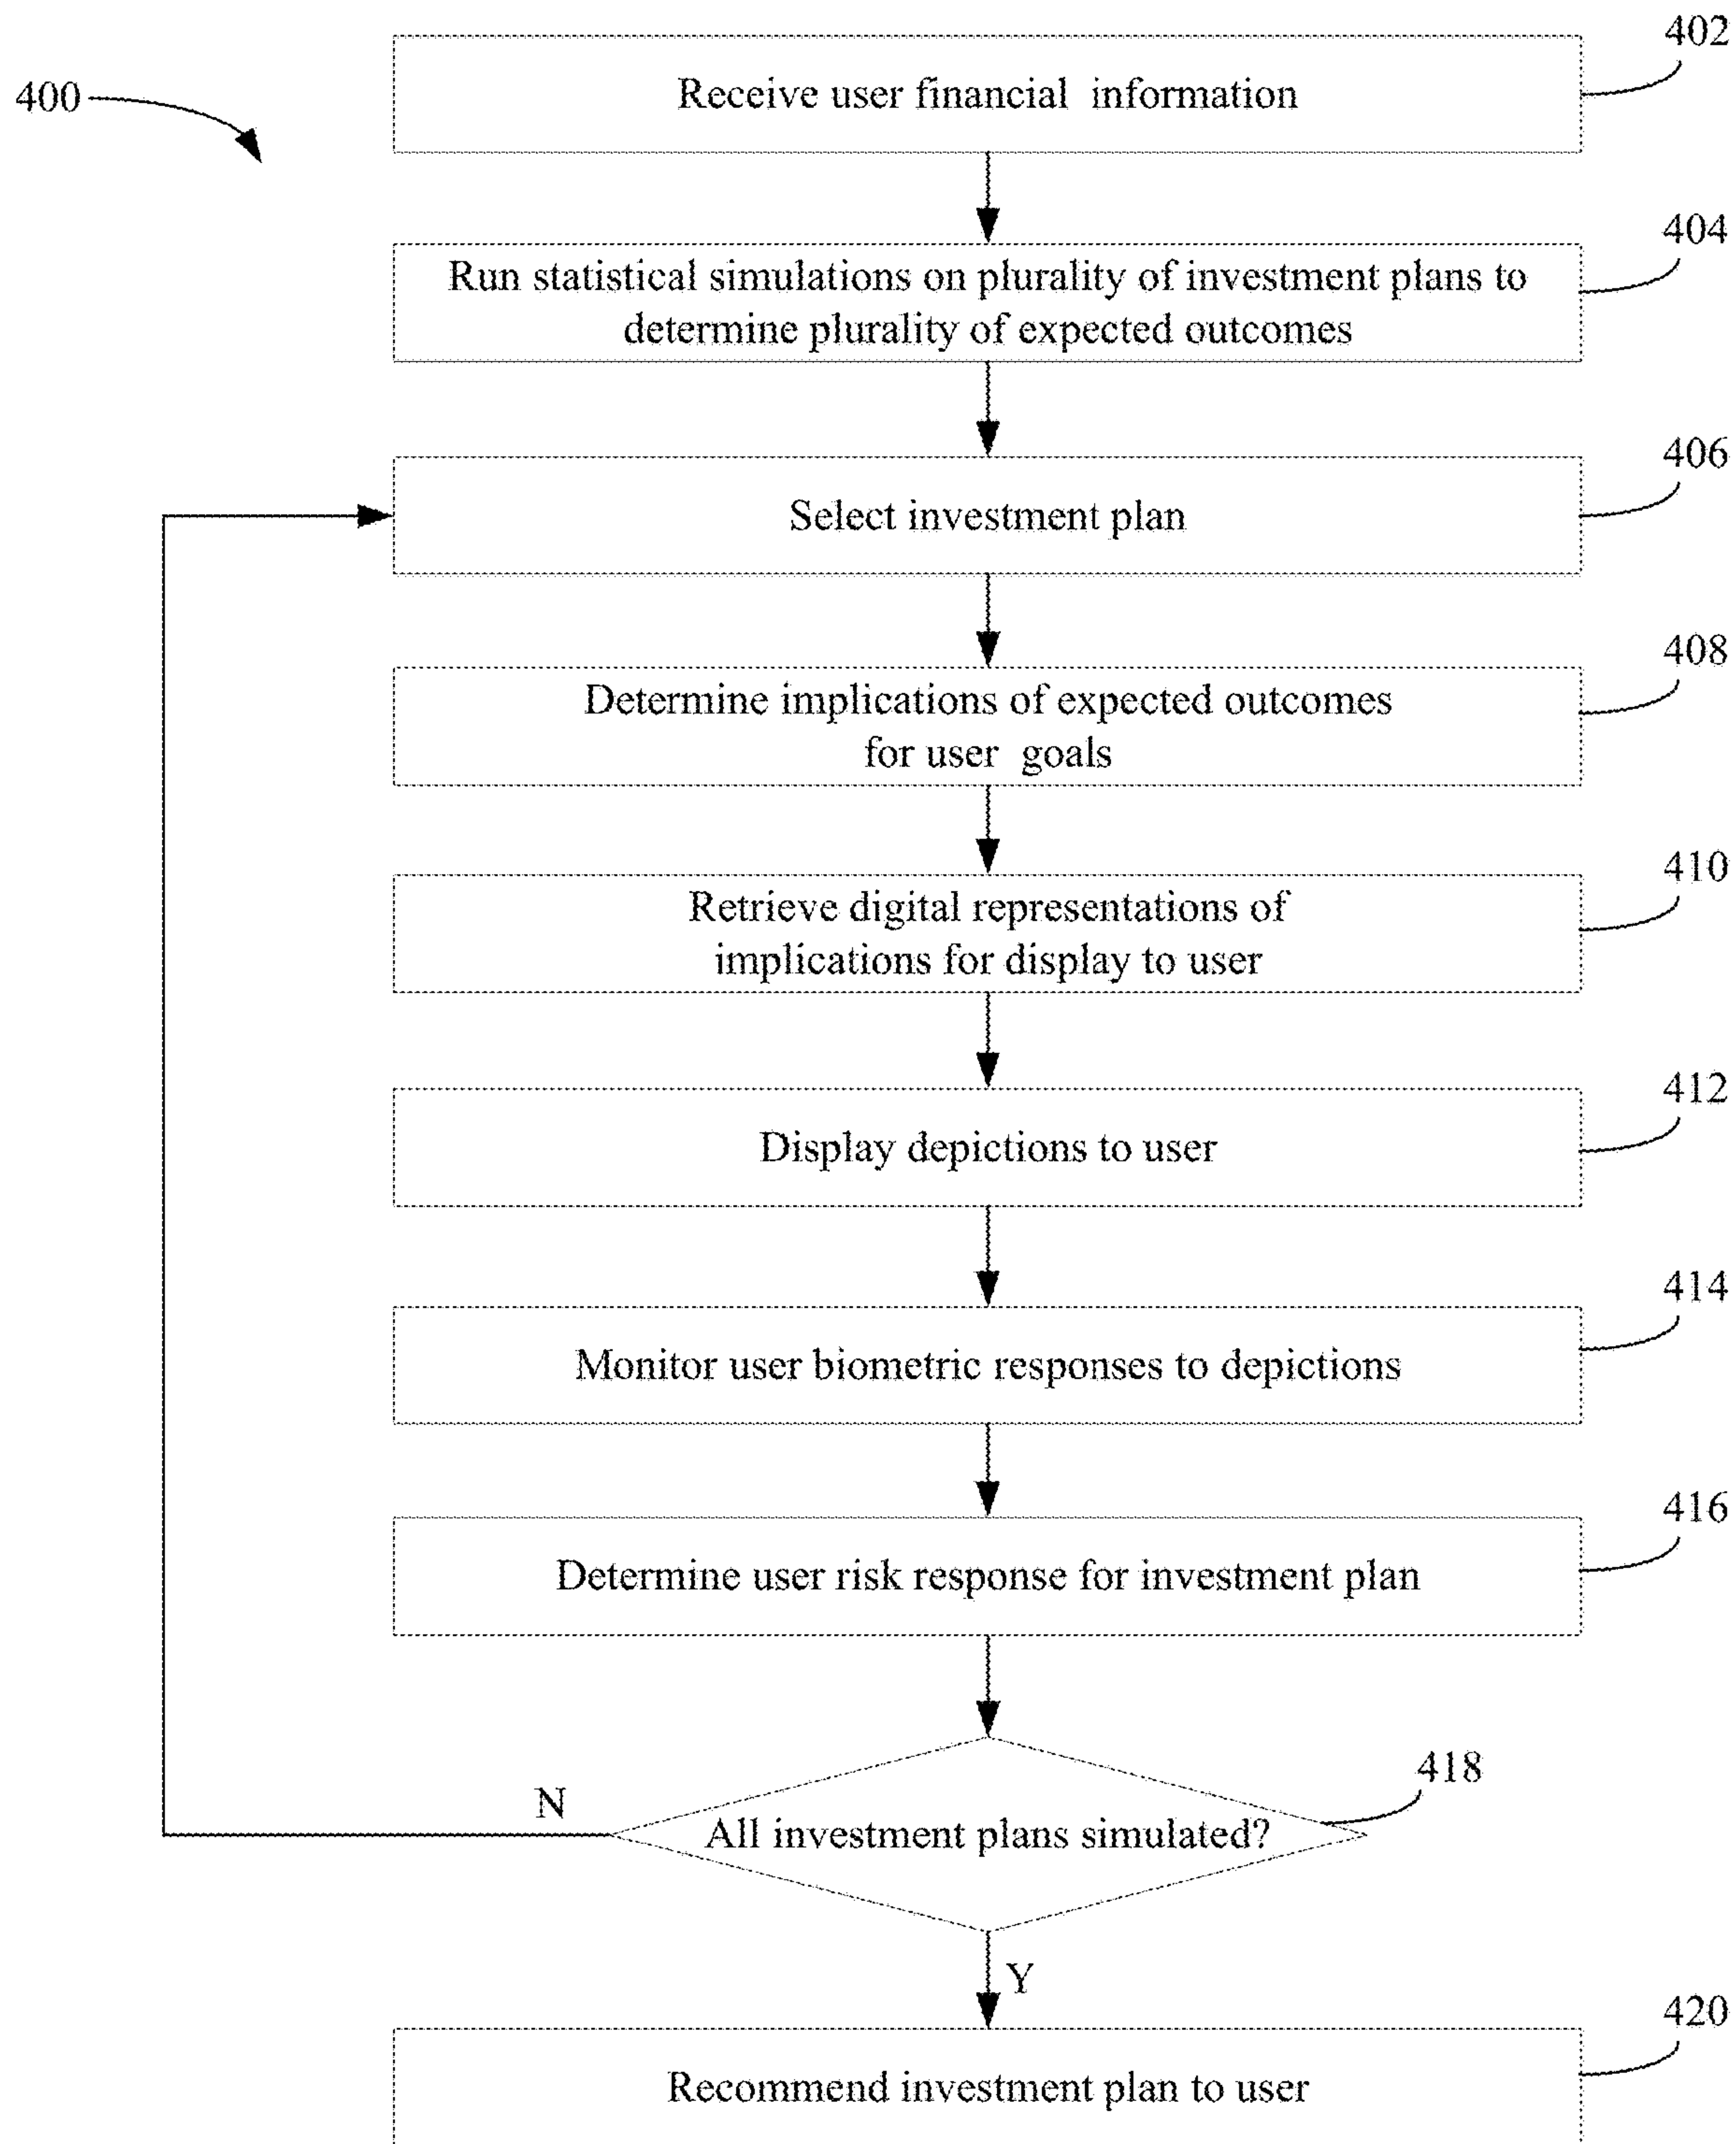 402
400
Receive user financial information
404
Run statistical simulations on plurality of investment plans to
determine plurality of expected outcomes
406
Select investment plan
408
Determine implications of expected outcomes
for user goals
410
Retrieve digital representations of
implications for display to user
412
Display depictions to user
414
Monitor user biometric responses to depictions
416
Determine user risk response for investment plan
418
N
All investment plans simulated?
Y
420
Recommend investment plan to user